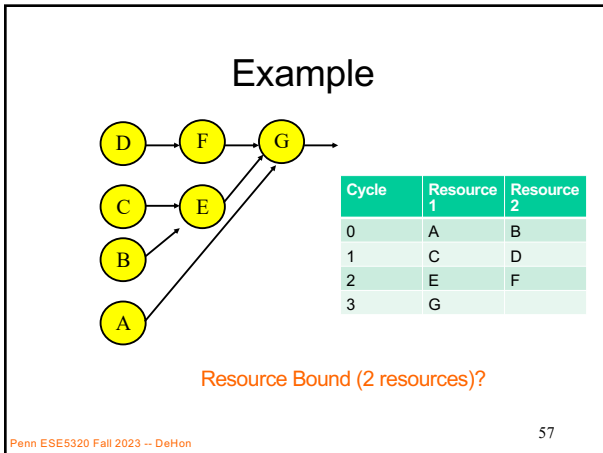 Example
D F G
C E
B
A
Cycle Resource 1 Resource 2
0 A B
1 C D
2 E F
3 G
Resource Bound (2 resources)?
Penn ESE5320 Fall 2023 -- DeHon
57